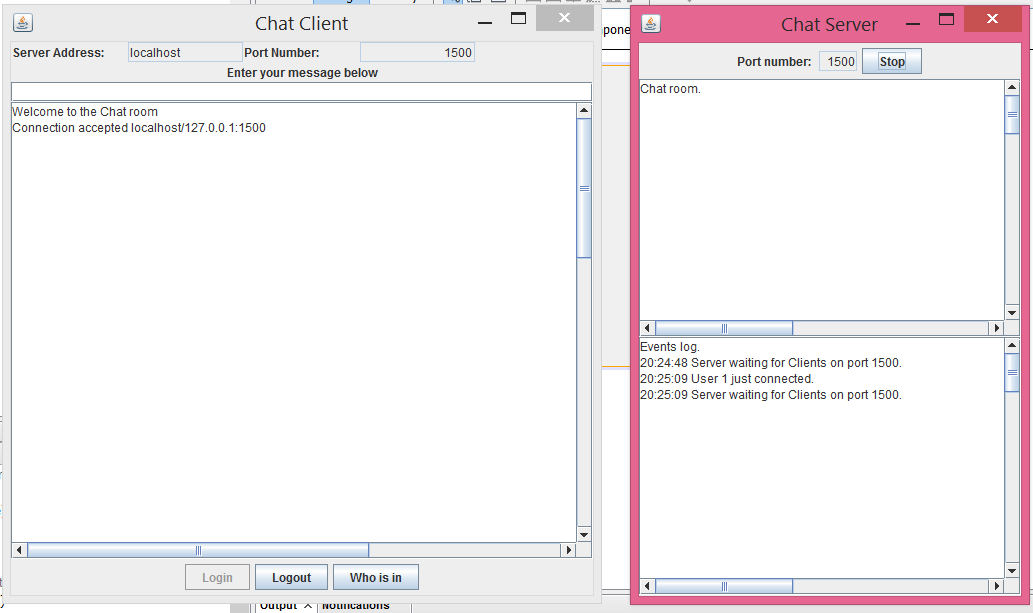 Chat Client
Server Address: localhost Port Number: 1500
Enter your message below
Welcome to the Chat room
Connection accepted localhost/127.0.0.1:1500
Login Logout Who is in
Chat Server
Port number: 1500 Stop
Chat room.
Events log.
20:24:48 Server waiting for Clients on port 1500.
20:25:09 User 1 just connected.
20:25:09 Server waiting for Clients on port 1500.
Output Notifications